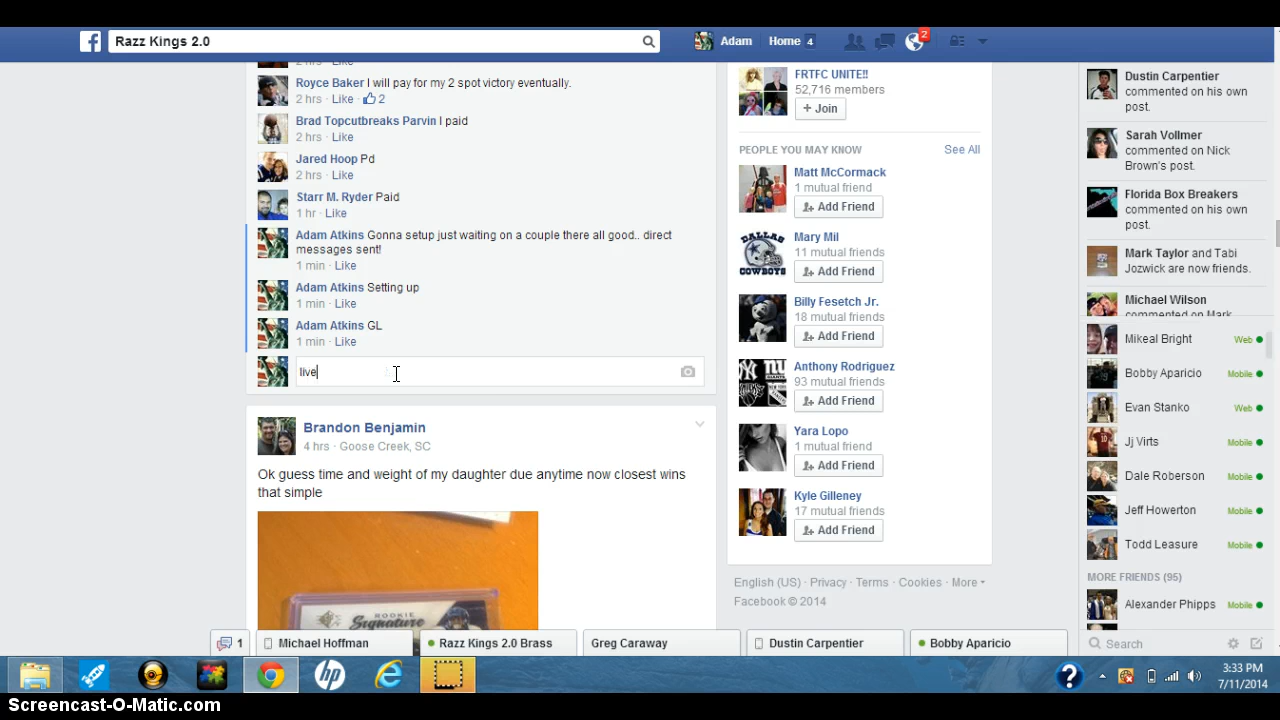 Razz Kings 2.0
Adam
Home 4
2
2 hrs · Like
Royce Baker I will pay for my 2 spot victory eventually.
2 hrs · Like · 2
Brad Topcutbreaks Parvin I paid
2 hrs · Like
Jared Hoop Pd
2 hrs · Like
Starr M. Ryder Paid
1 hr · Like
Adam Atkins Gonna setup just waiting on a couple there all good.. direct
messages sent!
1 min · Like
Adam Atkins Setting up
1 min · Like
Adam Atkins GL
1 min · Like
live
Brandon Benjamin
4 hrs · Goose Creek, SC
Ok guess time and weight of my daughter due anytime now closest wins
that simple
ROOKIE
Signature
FRTFC UNITE!!
52,716 members
+ Join
PEOPLE YOU MAY KNOW
See All
Matt McCormack
1 mutual friend
Add Friend
Mary Mil
11 mutual friends
Add Friend
DALLAS
COWBOYS
Billy Fesetch Jr.
18 mutual friends
Add Friend
Anthony Rodriguez
93 mutual friends
Add Friend
Yara Lopo
1 mutual friend
Add Friend
Kyle Gilleney
17 mutual friends
Add Friend
English (US) · Privacy · Terms · Cookies · More
Facebook © 2014
Dustin Carpentier
commented on his own
post.
Sarah Vollmer
commented on Nick
Brown's post.
Florida Box Breakers
commented on his own
post.
Mark Taylor and Tabi
Jozwick are now friends.
Michael Wilson
commented on Mark
Mikeal Bright Web
Bobby Aparicio Mobile
Evan Stanko Web
Jj Virts Mobile
Dale Roberson Mobile
Jeff Howerton Mobile
Todd Leasure Mobile
MORE FRIENDS (95)
Alexander Phipps Mobile
Search
1
Michael Hoffman
Razz Kings 2.0 Brass
Greg Caraway
Dustin Carpentier
Bobby Aparicio
3:33 PM
7/11/2014
Screencast-O-Matic.com